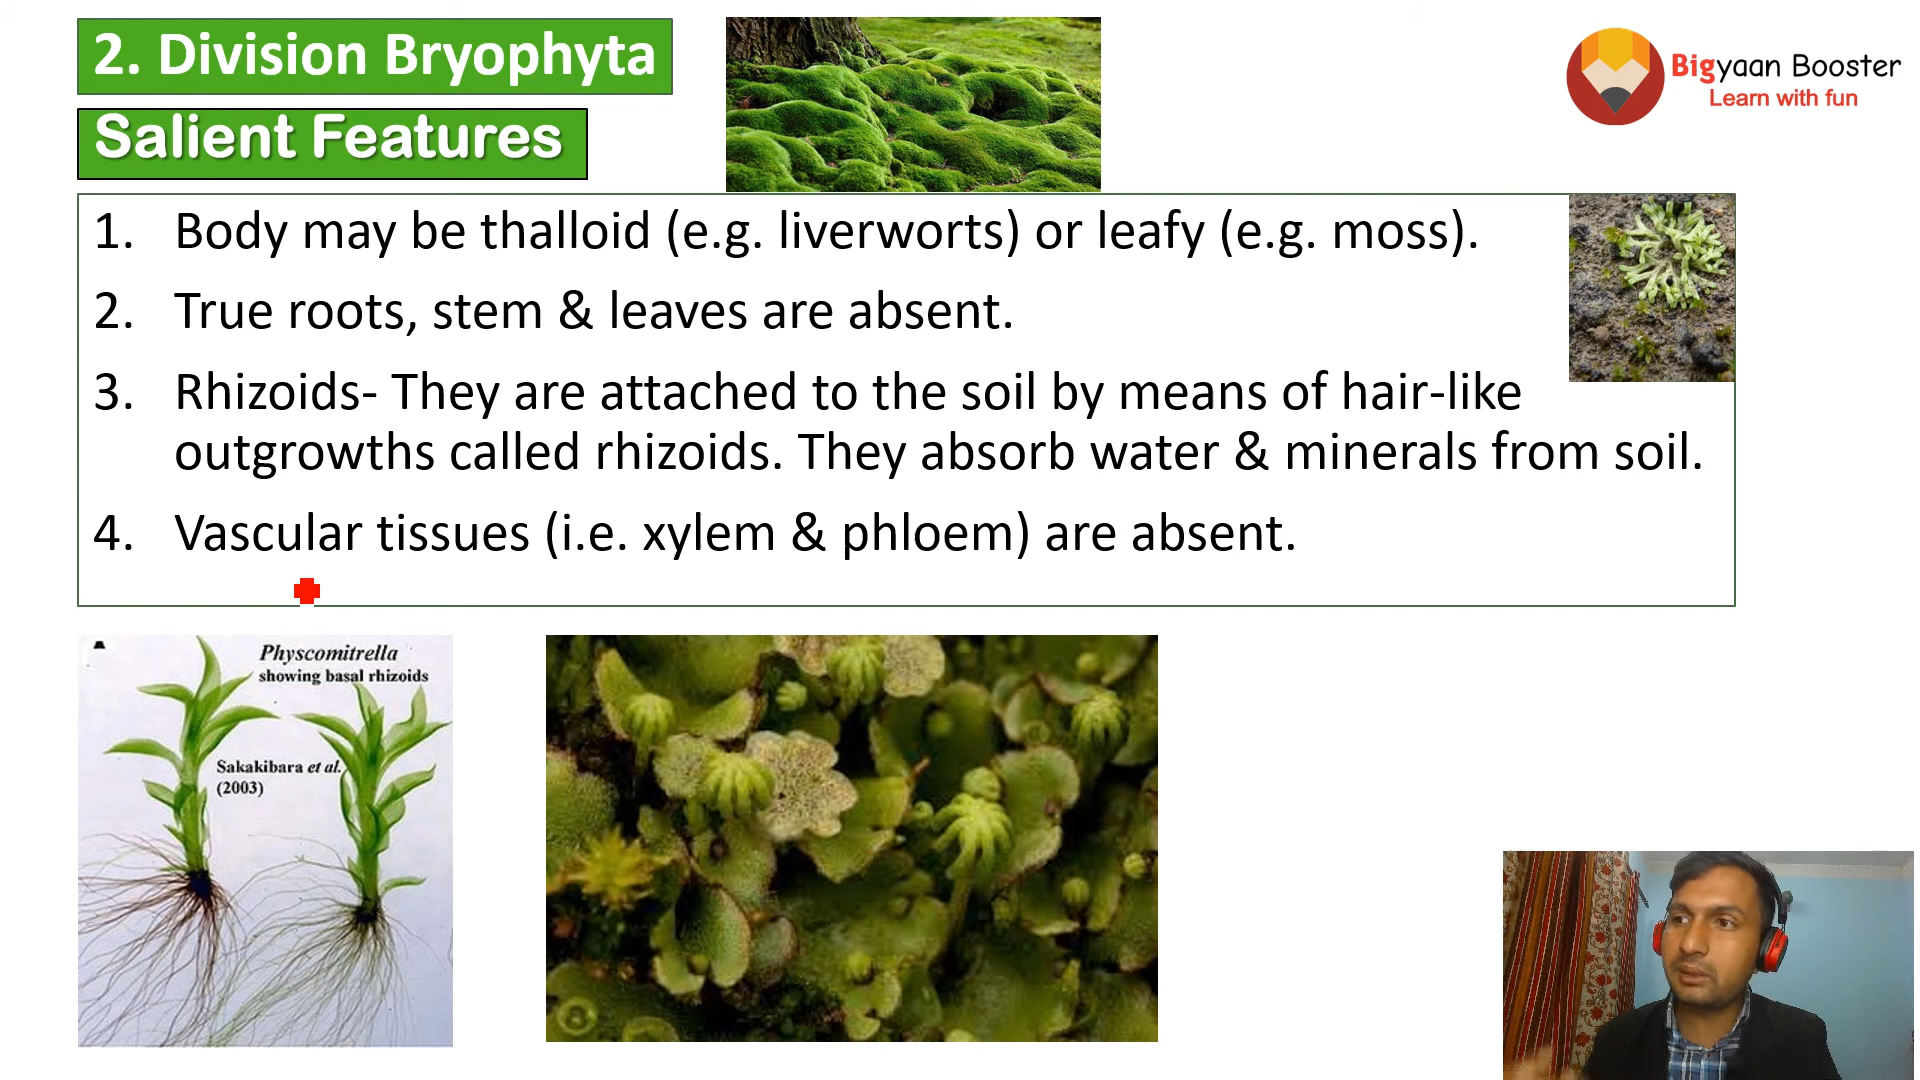 2. Division Bryophyta
Salient Features
Bigyaan Booster
Learn with fun
1. Body may be thalloid (e.g. liverworts) or leafy (e.g. moss).
2. True roots, stem & leaves are absent.
3. Rhizoids- They are attached to the soil by means of hair-like
outgrowths called rhizoids. They absorb water & minerals from soil.
4. Vascular tissues (i.e. xylem & phloem) are absent.
A
Physcomitrella
showing basal rhizoids
Sakakibara et al.
(2003)